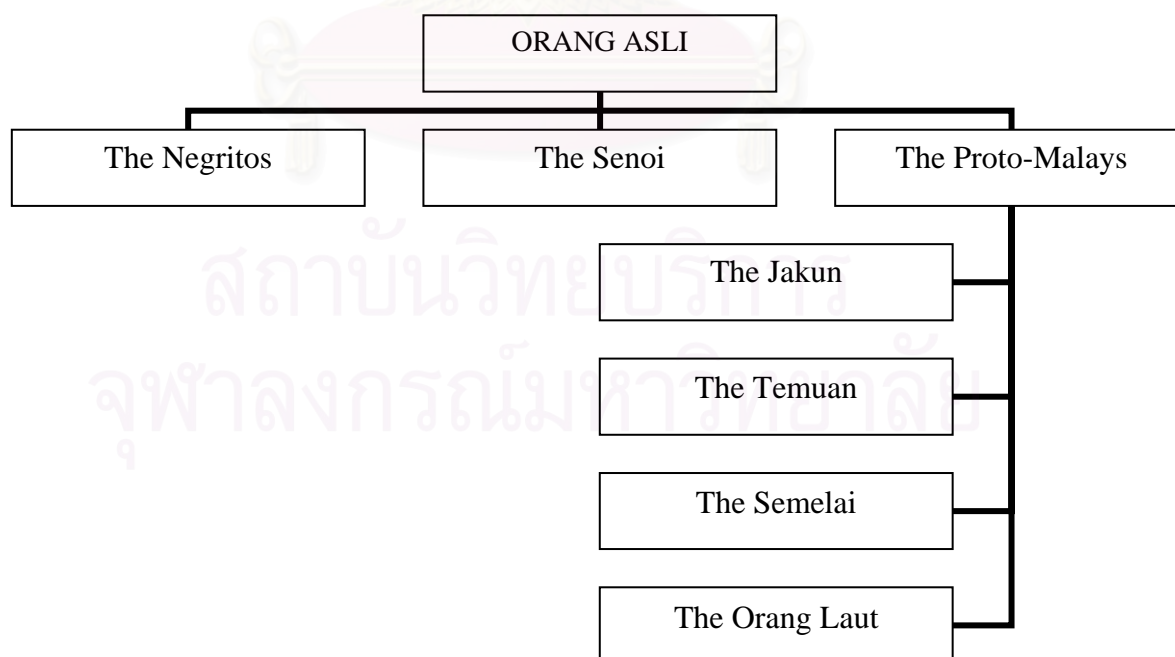 ORANG ASLI
The Negritos
The Senoi
The Proto-Malays
The Jakun
สถาบันวิทยบริการ
The Temuan
จุฬาลงกรณ์มหาวิทยาลัย
The Semelai
The Orang Laut